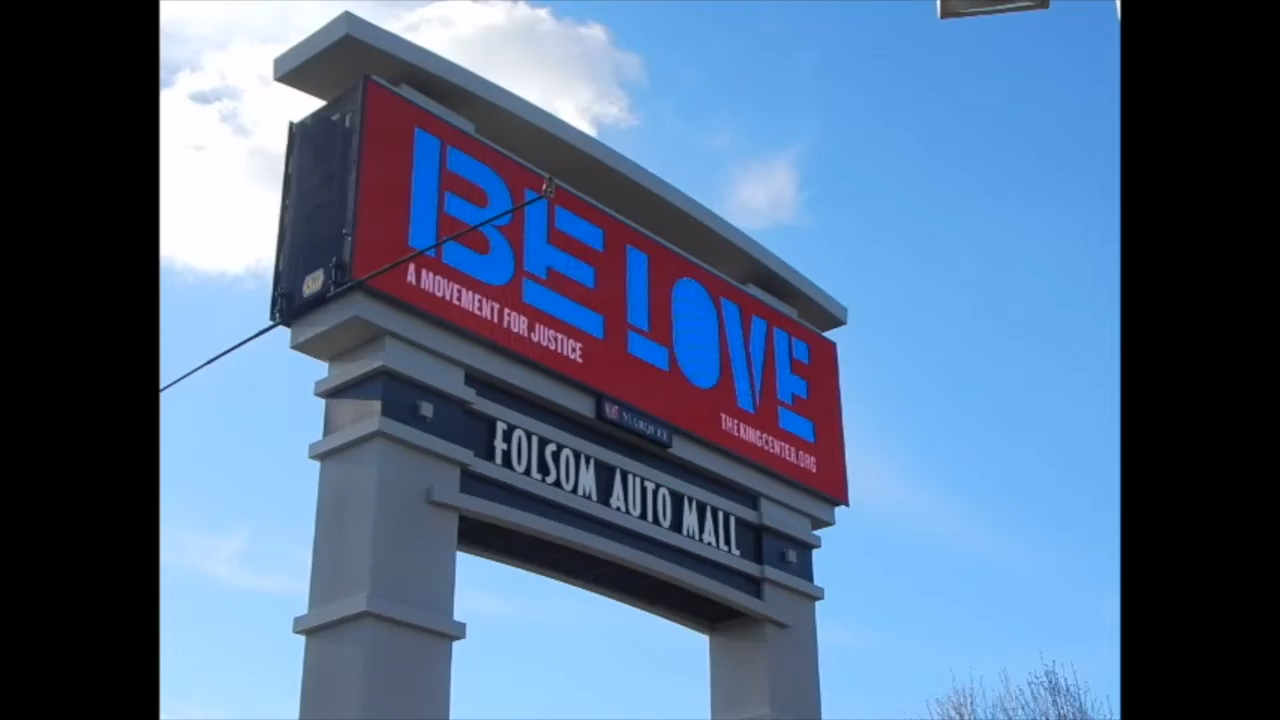 BE LOVE
A MOVEMENT FOR JUSTICE
THEKINGCENTER.ORG
FOLSOM AUTO MALL